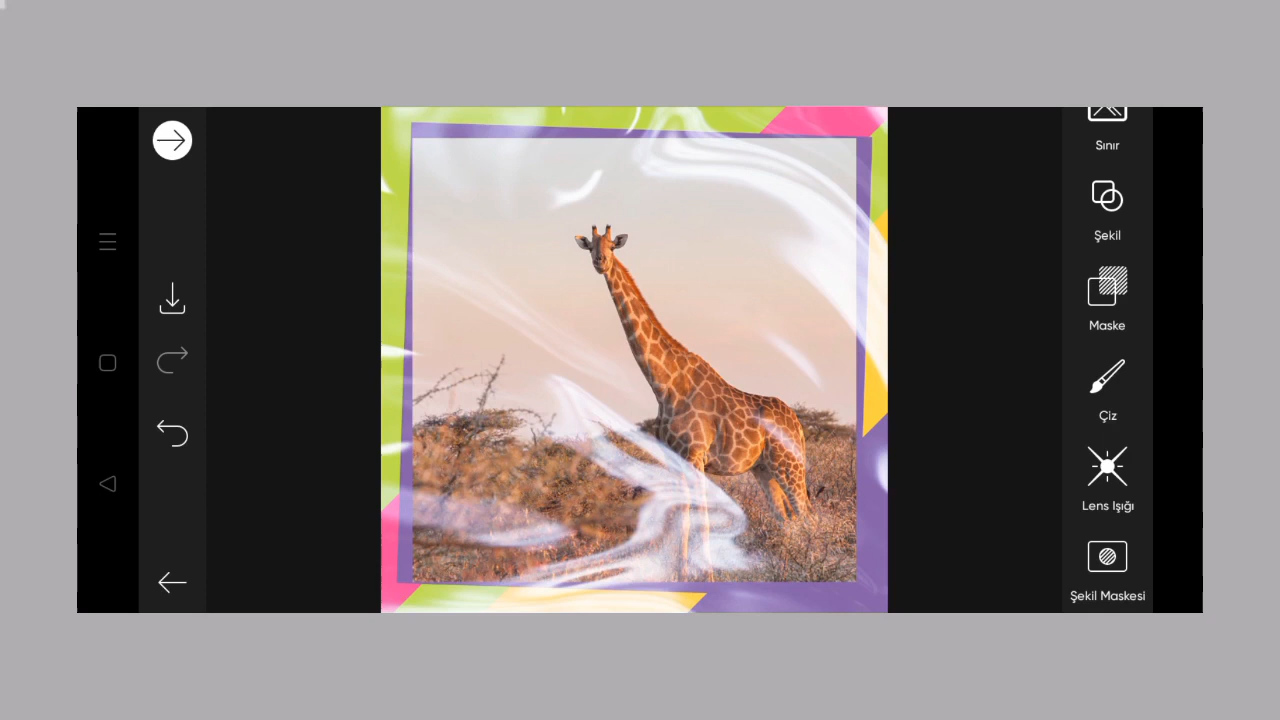 Sınır
Şekil
Maske
Çiz
Lens Işığı
Şekil Maskesi